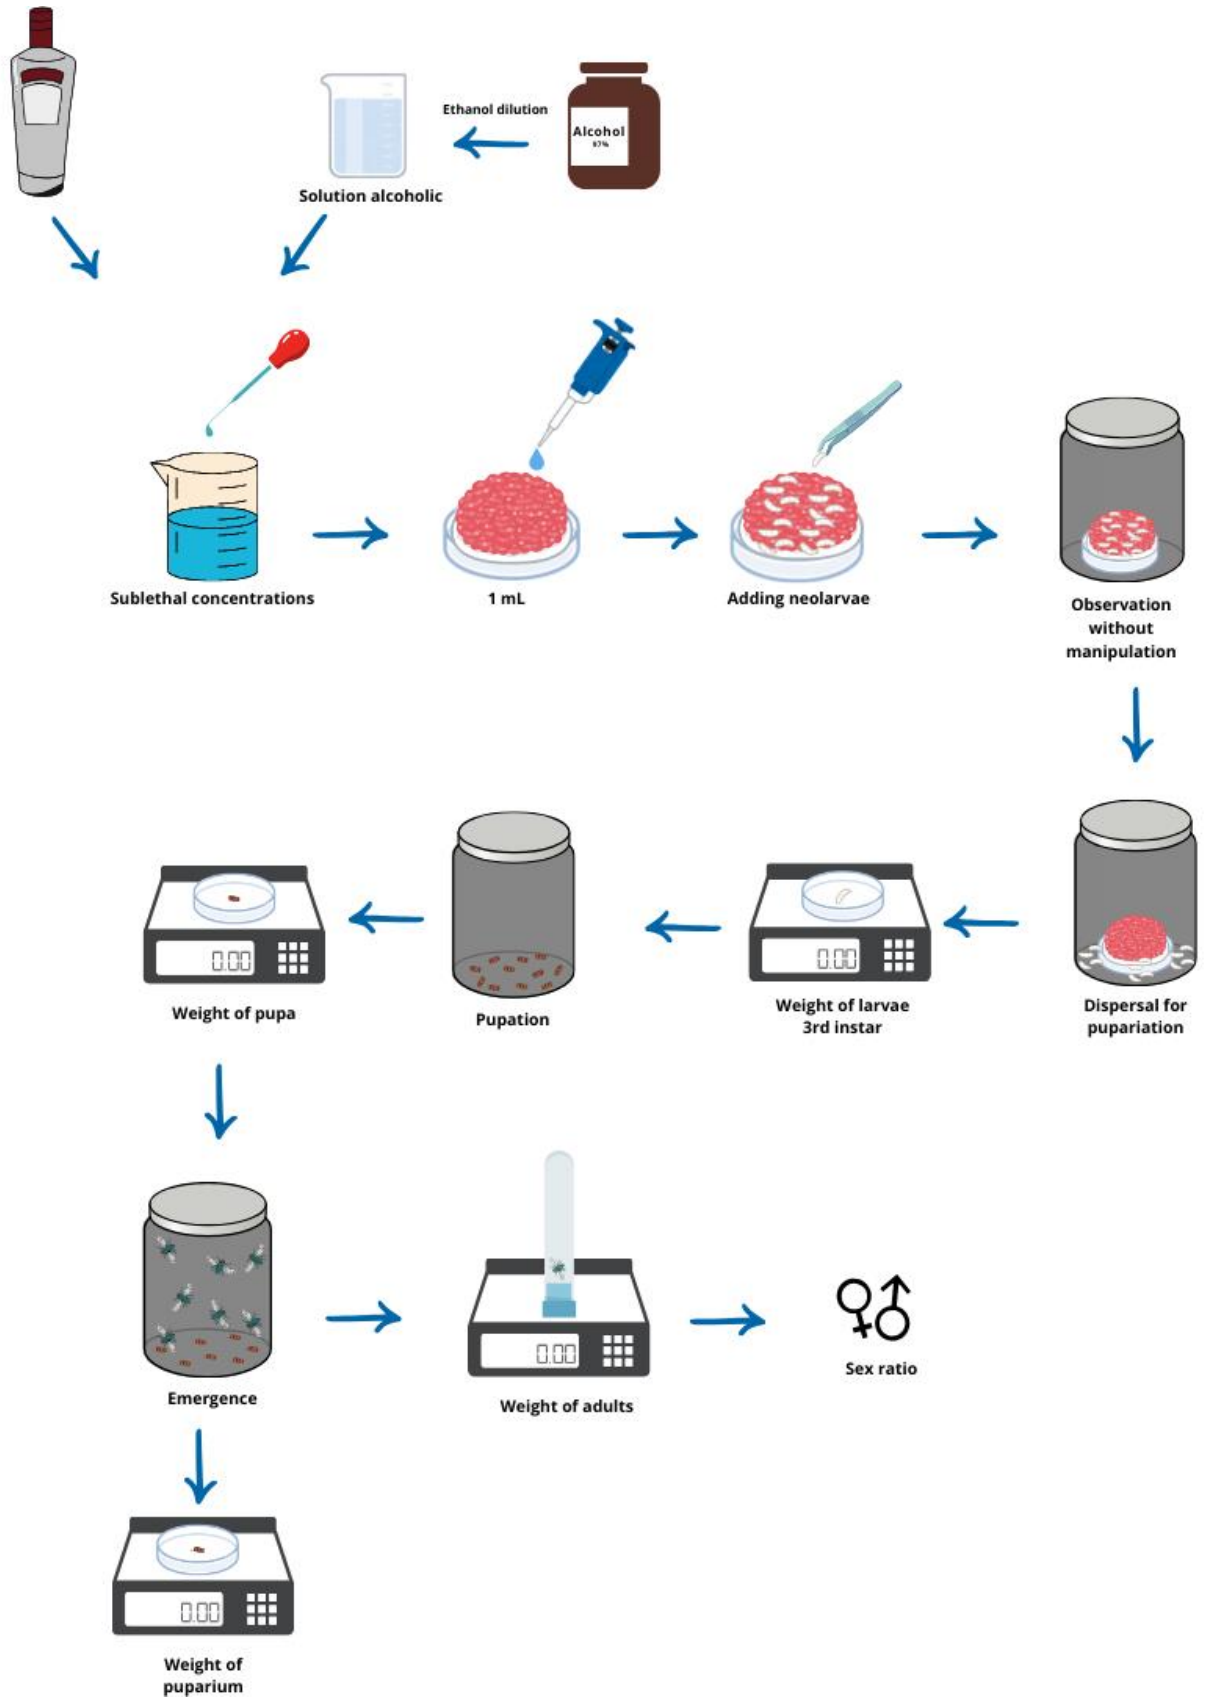 Ethanol dilution
Alcohol
97%
Solution alcoholic
Sublethal concentrations
1 mL
Adding neolarvae
Observation
without
manipulation
0.00
Weight of pupa
Pupation
0.00
Weight of larvae
3rd instar
Dispersal for
pupariation
Emergence
0.00
Weight of adults
Sex ratio
0.00
Weight of
puparium